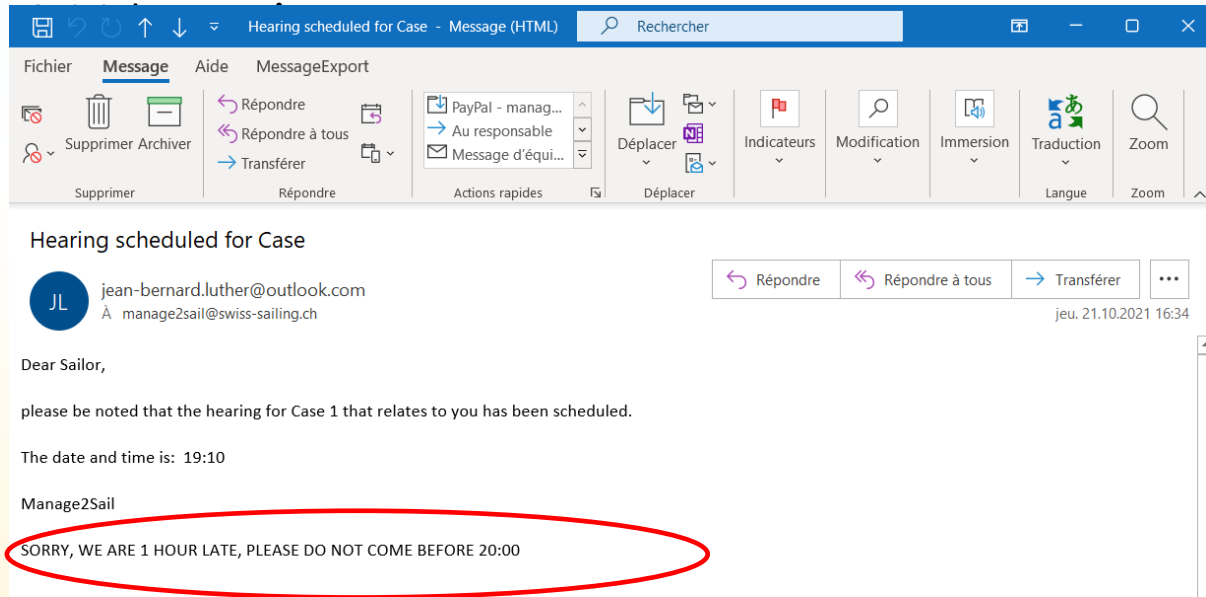 Hearing scheduled for Case - Message (HTML)
Rechercher
Fichier Message Aide MessageExport
Supprimer Archiver
Répondre
Répondre à tous
Transférer
PayPal - manag...
Au responsable
Message d'équi...
Déplacer
Indicateurs
Modification
Immersion
Traduction
Zoom
Supprimer Répondre Actions rapides Déplacer Langue Zoom
Hearing scheduled for Case
JL
jean-bernard.luther@outlook.com
À manage2sail@swiss-sailing.ch
Répondre Répondre à tous Transférer
jeu. 21.10.2021 16:34
Dear Sailor,
please be noted that the hearing for Case 1 that relates to you has been scheduled.
The date and time is: 19:10
Manage2Sail
SORRY, WE ARE 1 HOUR LATE, PLEASE DO NOT COME BEFORE 20:00